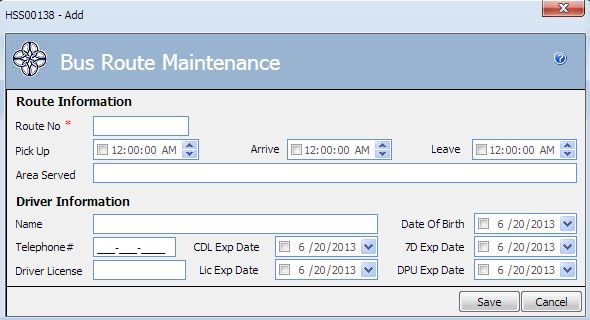 HSS00138 - Add
Bus Route Maintenance
Route Information
Route No *
Pick Up 12:00:00 AM Arrive 12:00:00 AM Leave 12:00:00 AM
Area Served
Driver Information
Name Date Of Birth 6 /20/2013
Telephone# ___-___-____ CDL Exp Date 6 /20/2013 7D Exp Date 6 /20/2013
Driver License Lic Exp Date 6 /20/2013 DPU Exp Date 6 /20/2013
Save Cancel